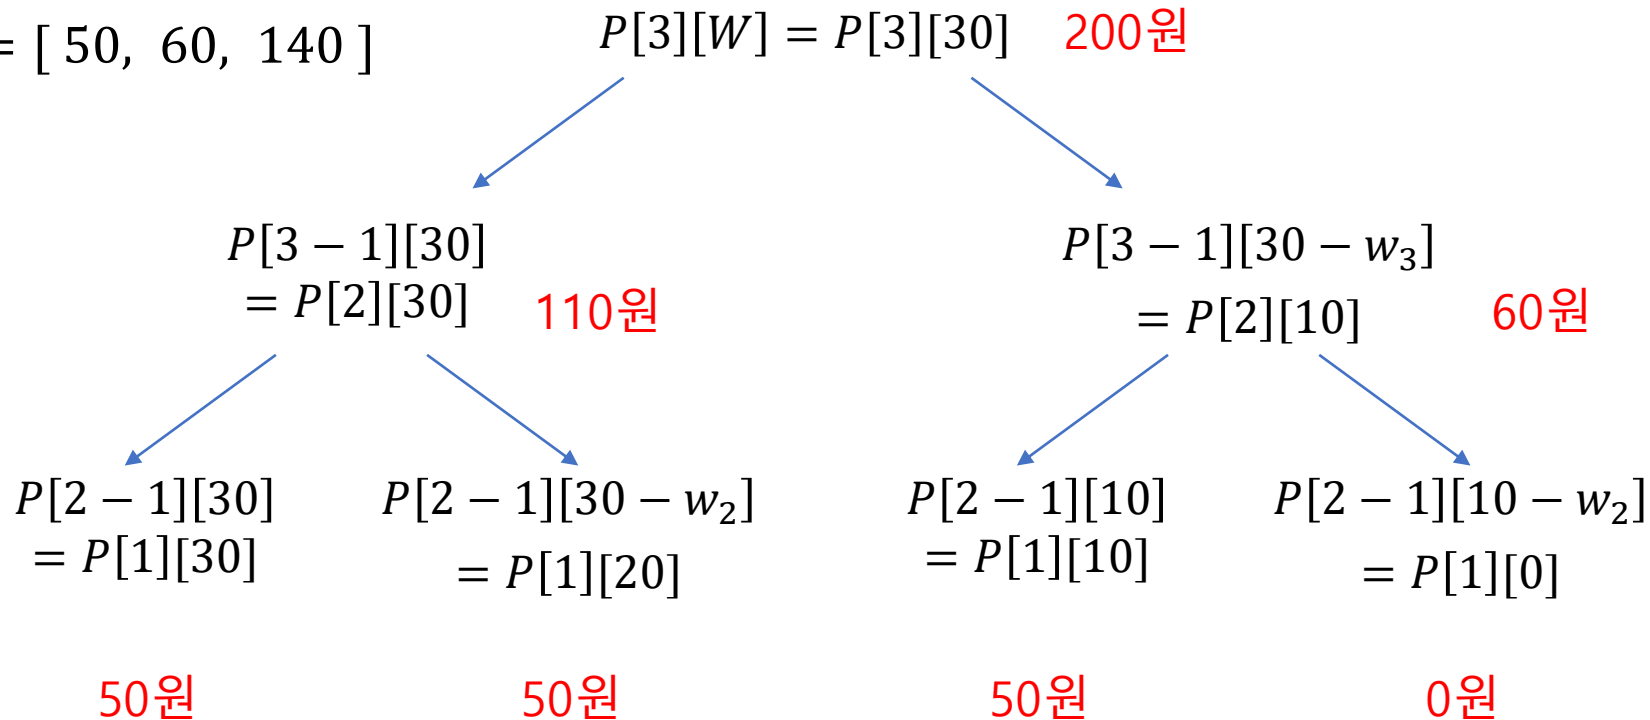 = [ 50, 60, 140 ]
P[3][W] = P[3][30] 200원
P[3 − 1][30]
= P[2][30] 110원
P[3 − 1][30 − w₃]
= P[2][10] 60원
P[2 − 1][30]
= P[1][30]
50원
P[2 − 1][30 − w₂]
= P[1][20]
50원
P[2 − 1][10]
= P[1][10]
50원
P[2 − 1][10 − w₂]
= P[1][0]
0원